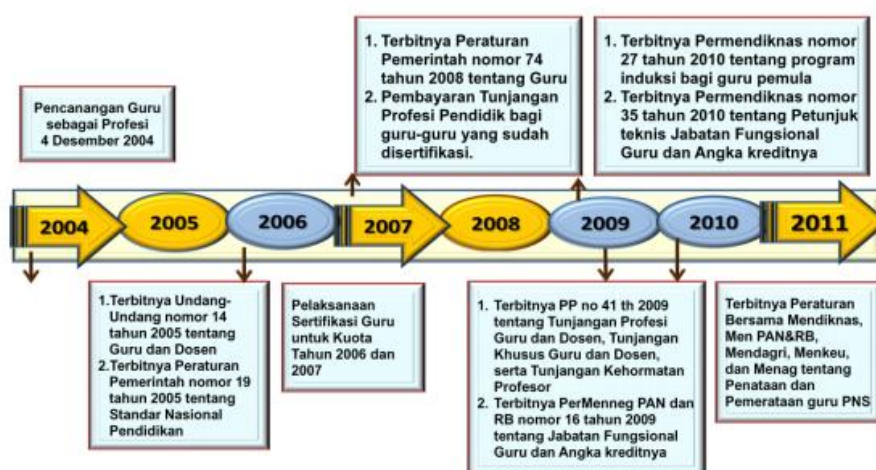 Pencanangan Guru
sebagai Profesi
4 Desember 2004
1. Terbitnya Peraturan
Pemerintah nomor 74
tahun 2008 tentang Guru
2. Pembayaran Tunjangan
Profesi Pendidik bagi
guru-guru yang sudah
disertifikasi.
1. Terbitnya Permendiknas nomor
27 tahun 2010 tentang program
induksi bagi guru pemula
2. Terbitnya Permendiknas nomor
35 tahun 2010 tentang Petunjuk
teknis Jabatan Fungsional
Guru dan Angka kreditnya
2004
2005
2006
2007
2008
2009
2010
2011
1.Terbitnya Undang-
Undang nomor 14
tahun 2005 tentang
Guru dan Dosen
2.Terbitnya Peraturan
Pemerintah nomor 19
tahun 2005 tentang
Standar Nasional
Pendidikan
Pelaksanaan
Sertifikasi Guru
untuk Kuota
Tahun 2006 dan
2007
1. Terbitnya PP no 41 th 2009
tentang Tunjangan Profesi
Guru dan Dosen, Tunjangan
Khusus Guru dan Dosen,
serta Tunjangan Kehormatan
Profesor
2. Terbitnya PerMenneg PAN dan
RB nomor 16 tahun 2009
tentang Jabatan Fungsional
Guru dan Angka kreditnya
Terbitnya Peraturan
Bersama Mendiknas,
Men PAN&RB,
Mendagri, Menkeu,
dan Menag tentang
Penataan dan
Pemerataan guru PNS